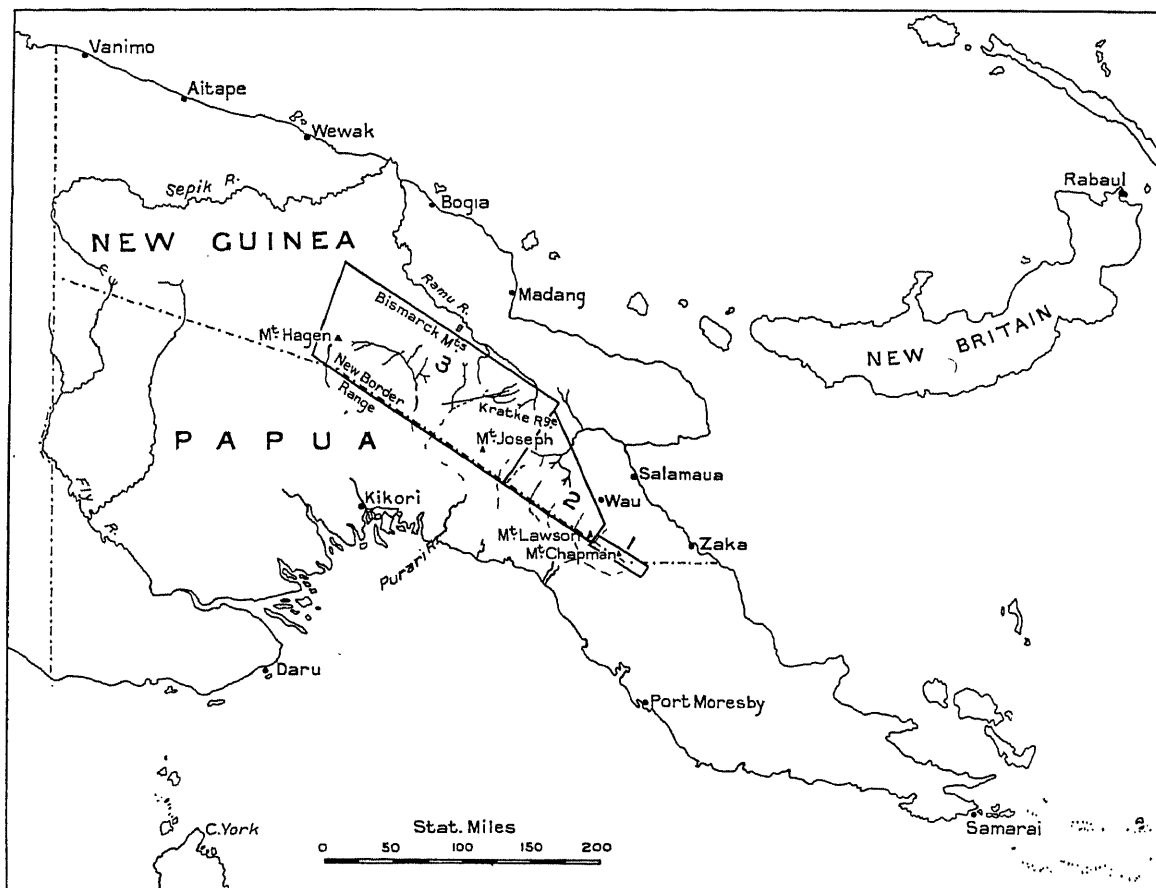 Vanimo
Aitape
Wewak
Sepik R.
Bogia
Rabaul
NEW GUINEA
Ramu R.
Madang
Bismarck Mts
Mt. Hagen
3
NEW BRITAIN
New Border
Range
Kratke Rge
PAPUA
Mt. Joseph
Salamaua
Fly R.
Kikori
2
Wau
Mt. Lawson
1
Zaka
Mt. Chapman
Purari R.
Daru
Port Moresby
C. York
Stat. Miles
0 50 100 150 200
Samarai